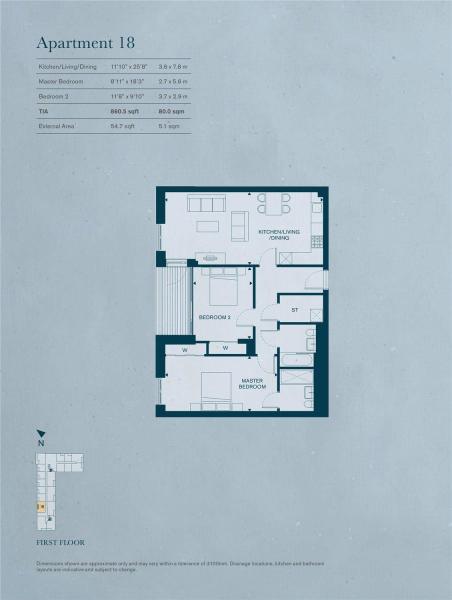 Apartment 18
Kitchen/Living/Dining 11'10" x 25'8" 3.6 x 7.8 m
Master Bedroom 8'11" x 18'3" 2.7 x 5.6 m
Bedroom 2 11'8" x 9'10" 3.7 x 2.9 m
TIA 860.5 sqft 80.0 sqm
External Area 54.7 sqft 5.1 sqm
KITCHEN/LIVING
/DINING
BEDROOM 2
ST
W W
MASTER
BEDROOM
N
FIRST FLOOR
Dimensions shown are approximate only and may vary within a tolerance of ±100mm. Drainage locations, kitchen and bathroom
layouts are indicative and subject to change.